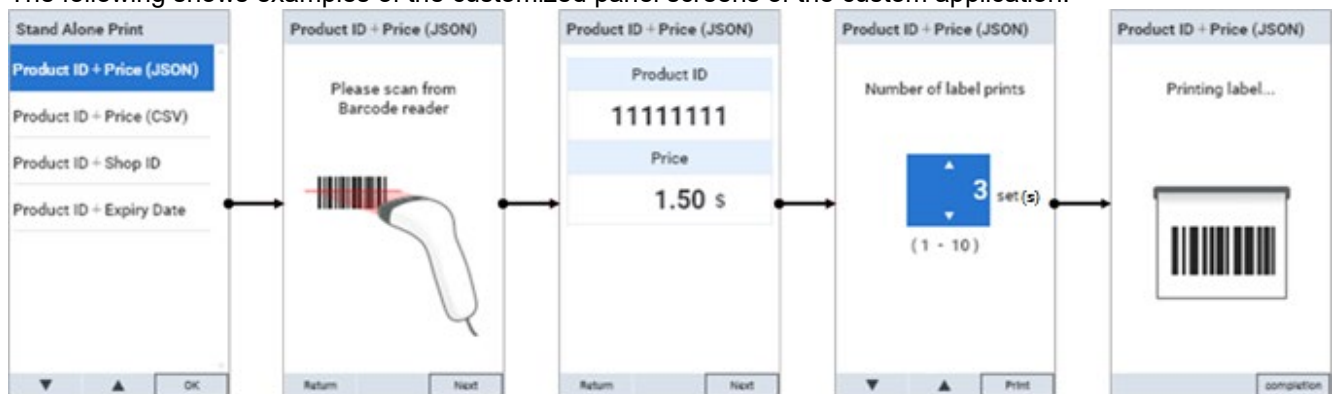 The following shows examples of the customized panel screens of the custom application.
Stand Alone Print
Product ID + Price (JSON)
Product ID + Price (CSV)
Product ID + Shop ID
Product ID + Expiry Date
▼ ▲ OK
Product ID + Price (JSON)
Please scan from
Barcode reader
Return Next
Product ID + Price (JSON)
Product ID
11111111
Price
1.50 $
Return Next
Product ID + Price (JSON)
Number of label prints
3 set(s)
(1 - 10)
▼ ▲ Print
Product ID + Price (JSON)
Printing label...
completion